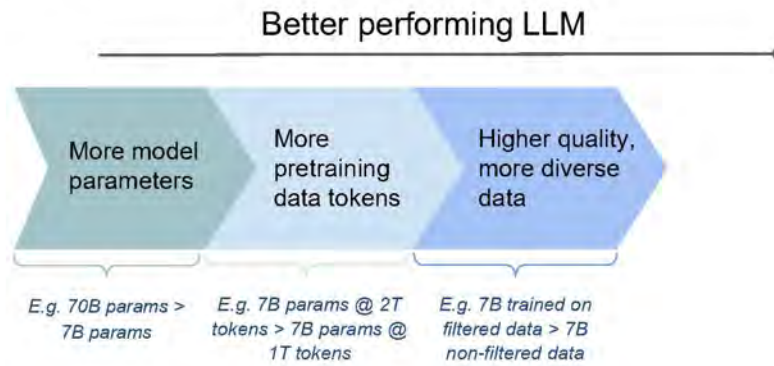 Better performing LLM
More model
parameters
More
pretraining
data tokens
Higher quality,
more diverse
data
E.g. 70B params >
7B params
E.g. 7B params @ 2T
tokens > 7B params @
1T tokens
E.g. 7B trained on
filtered data > 7B
non-filtered data